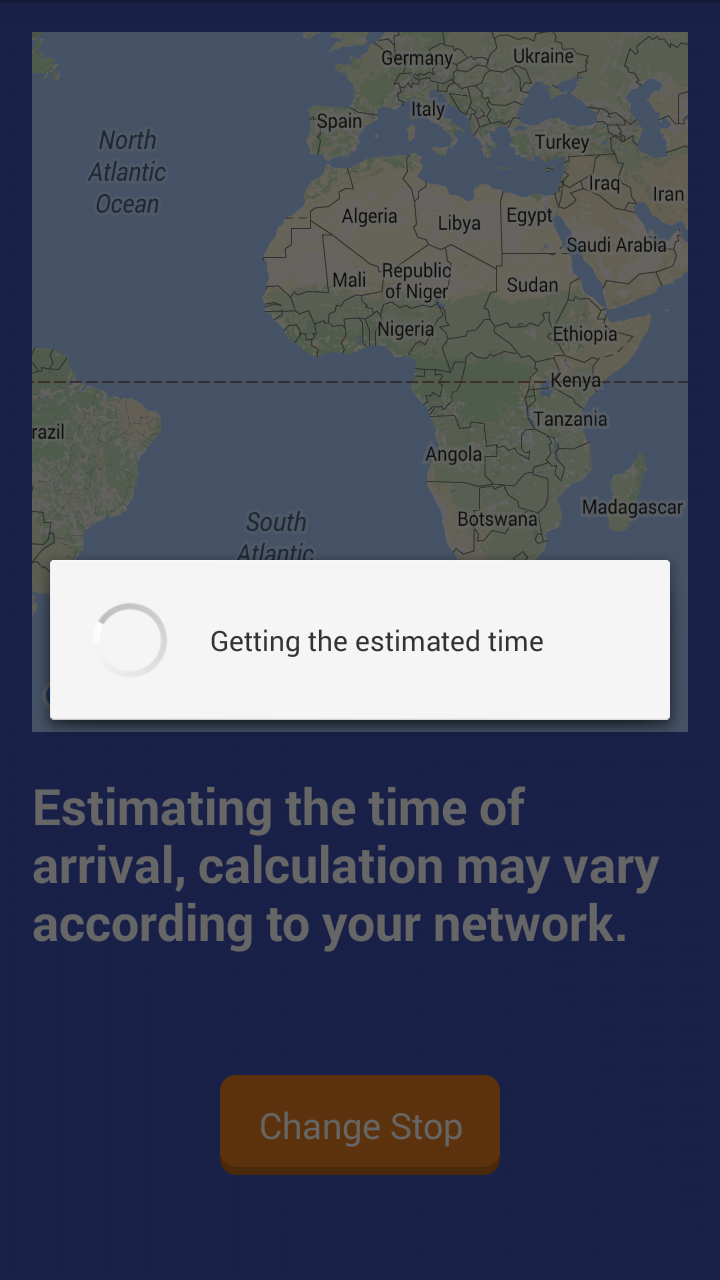 Germany
Ukraine
Italy
Spain
North
Atlantic
Ocean
Turkey
Iraq
Iran
Algeria
Libya
Egypt
Saudi Arabia
Mali
Republic
of Niger
Sudan
Nigeria
Ethiopia
Kenya
Tanzania
razil
Angola
Madagascar
Botswana
South
Atlantic
Getting the estimated time
Estimating the time of
arrival, calculation may vary
according to your network.
Change Stop